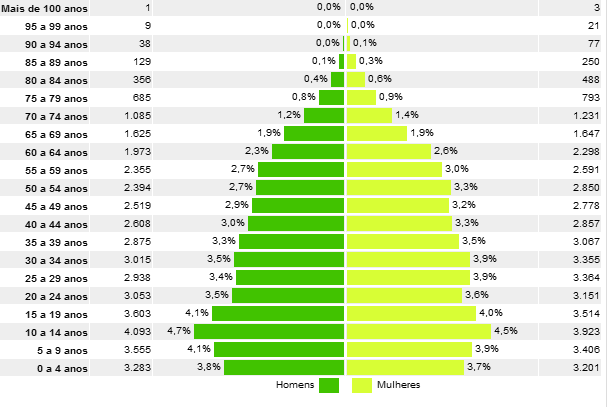 Mais de 100 anos 1 0,0% 0,0% 3
95 a 99 anos 9 0,0% 0,0% 21
90 a 94 anos 38 0,0% 0,1% 77
85 a 89 anos 129 0,1% 0,3% 250
80 a 84 anos 356 0,4% 0,6% 488
75 a 79 anos 685 0,8% 0,9% 793
70 a 74 anos 1.085 1,2% 1,4% 1.231
65 a 69 anos 1.625 1,9% 1,9% 1.647
60 a 64 anos 1.973 2,3% 2,6% 2.298
55 a 59 anos 2.355 2,7% 3,0% 2.591
50 a 54 anos 2.394 2,7% 3,3% 2.850
45 a 49 anos 2.519 2,9% 3,2% 2.778
40 a 44 anos 2.608 3,0% 3,3% 2.857
35 a 39 anos 2.875 3,3% 3,5% 3.067
30 a 34 anos 3.015 3,5% 3,9% 3.355
25 a 29 anos 2.938 3,4% 3,9% 3.364
20 a 24 anos 3.053 3,5% 3,6% 3.151
15 a 19 anos 3.603 4,1% 4,0% 3.514
10 a 14 anos 4.093 4,7% 4,5% 3.923
5 a 9 anos 3.555 4,1% 3,9% 3.406
0 a 4 anos 3.283 3,8% 3,7% 3.201
Homens Mulheres